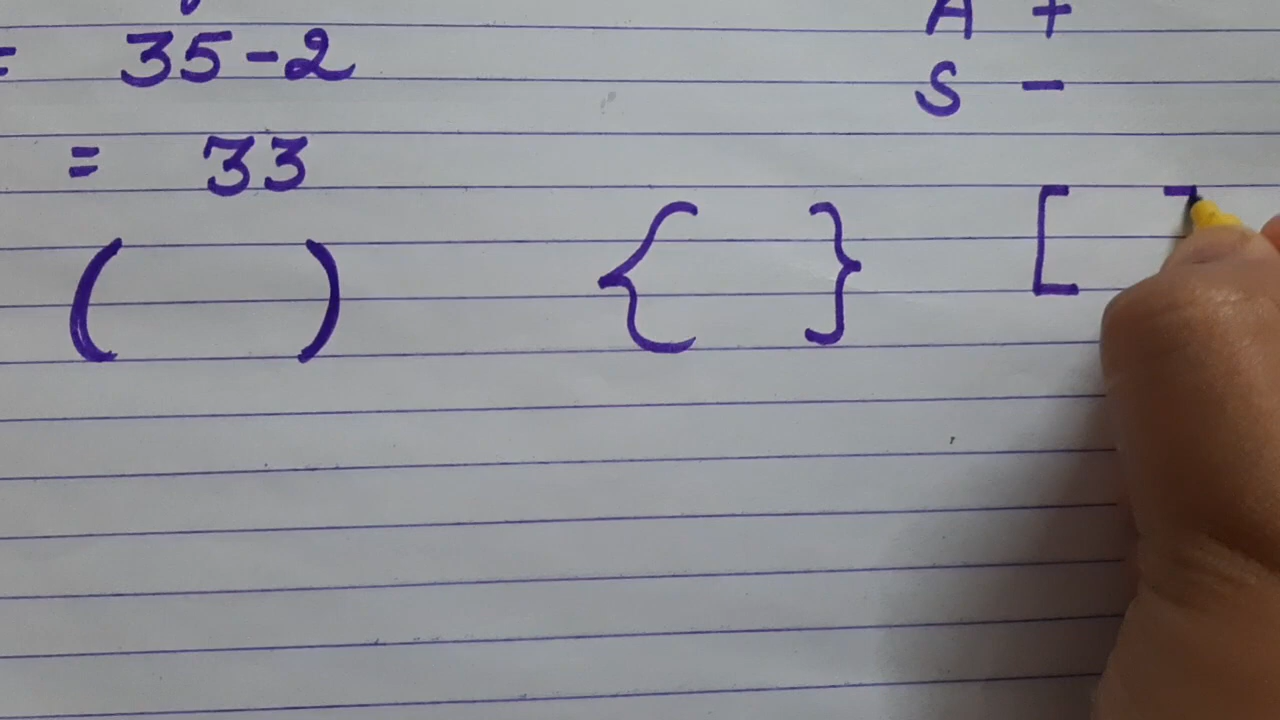 = 35-2
A +
S -
= 33
( ) { } [